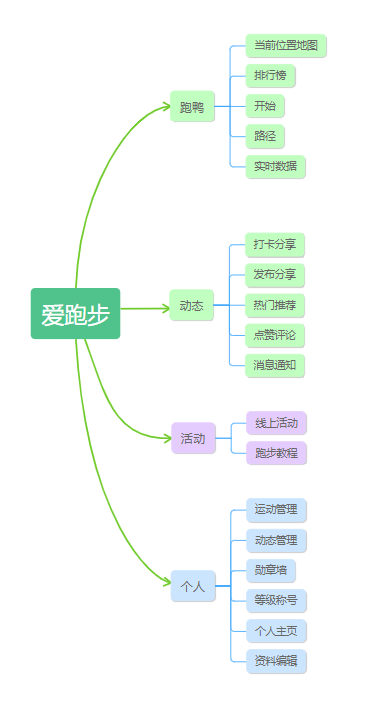 爱跑步
跑鸭
当前位置地图
排行榜
开始
路径
实时数据
动态
打卡分享
发布分享
热门推荐
点赞评论
消息通知
活动
线上活动
跑步教程
个人
运动管理
动态管理
勋章墙
等级称号
个人主页
资料编辑